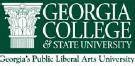 GEORGIA
COLLEGE
& STATE UNIVERSITY
Georgia's Public Liberal Arts University